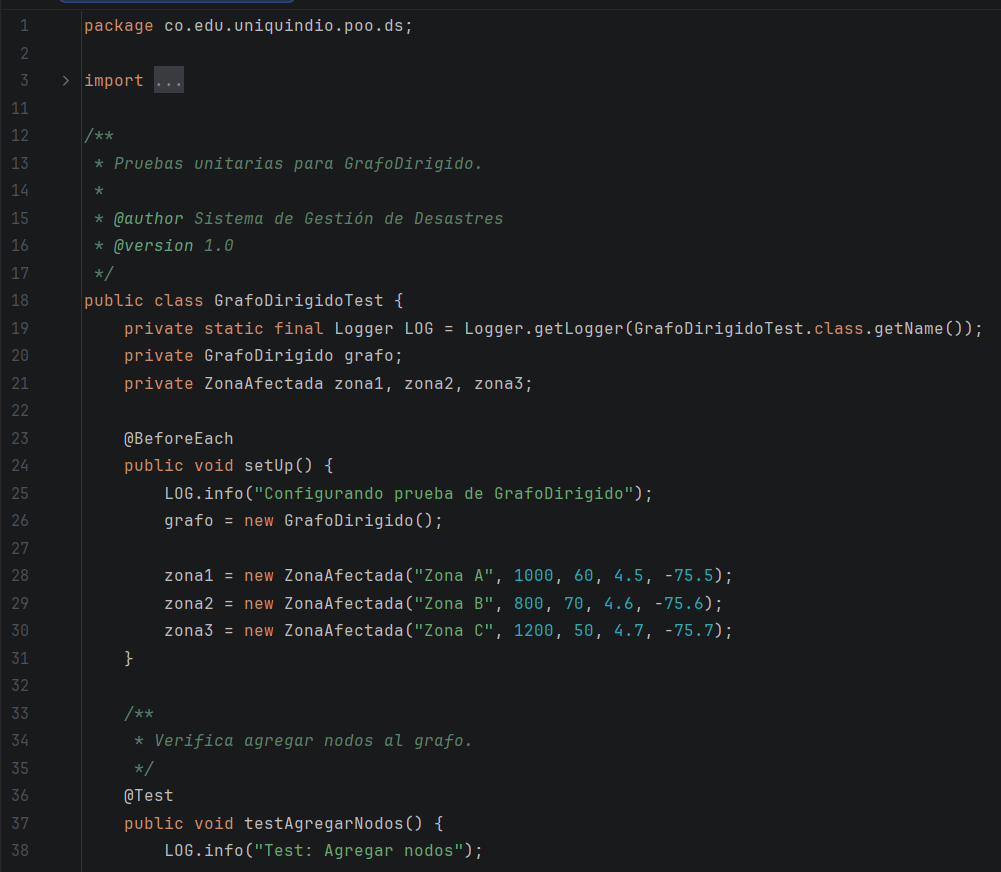 1 package co.edu.uniquindio.poo.ds;
2
3 import ...
11
12 /**
13 * Pruebas unitarias para GrafoDirigido.
14 *
15 * @author Sistema de Gestión de Desastres
16 * @version 1.0
17 */
18 public class GrafoDirigidoTest {
19 private static final Logger LOG = Logger.getLogger(GrafoDirigidoTest.class.getName());
20 private GrafoDirigido grafo;
21 private ZonaAfectada zona1, zona2, zona3;
22
23 @BeforeEach
24 public void setUp() {
25 LOG.info("Configurando prueba de GrafoDirigido");
26 grafo = new GrafoDirigido();
27
28 zona1 = new ZonaAfectada("Zona A", 1000, 60, 4.5, -75.5);
29 zona2 = new ZonaAfectada("Zona B", 800, 70, 4.6, -75.6);
30 zona3 = new ZonaAfectada("Zona C", 1200, 50, 4.7, -75.7);
31 }
32
33 /**
34 * Verifica agregar nodos al grafo.
35 */
36 @Test
37 public void testAgregarNodos() {
38 LOG.info("Test: Agregar nodos");